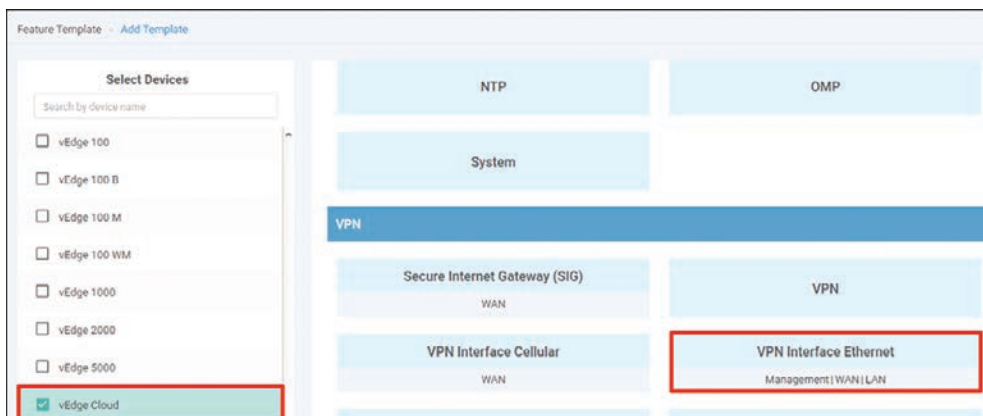 Feature Template
Add Template
Select Devices
Search by device name
vEdge 100
vEdge 100 B
vEdge 100 M
vEdge 100 WM
vEdge 1000
vEdge 2000
vEdge 5000
vEdge Cloud
NTP
OMP
System
VPN
Secure Internet Gateway (SIG)
WAN
VPN
VPN Interface Cellular
WAN
VPN Interface Ethernet
Management | WAN | LAN